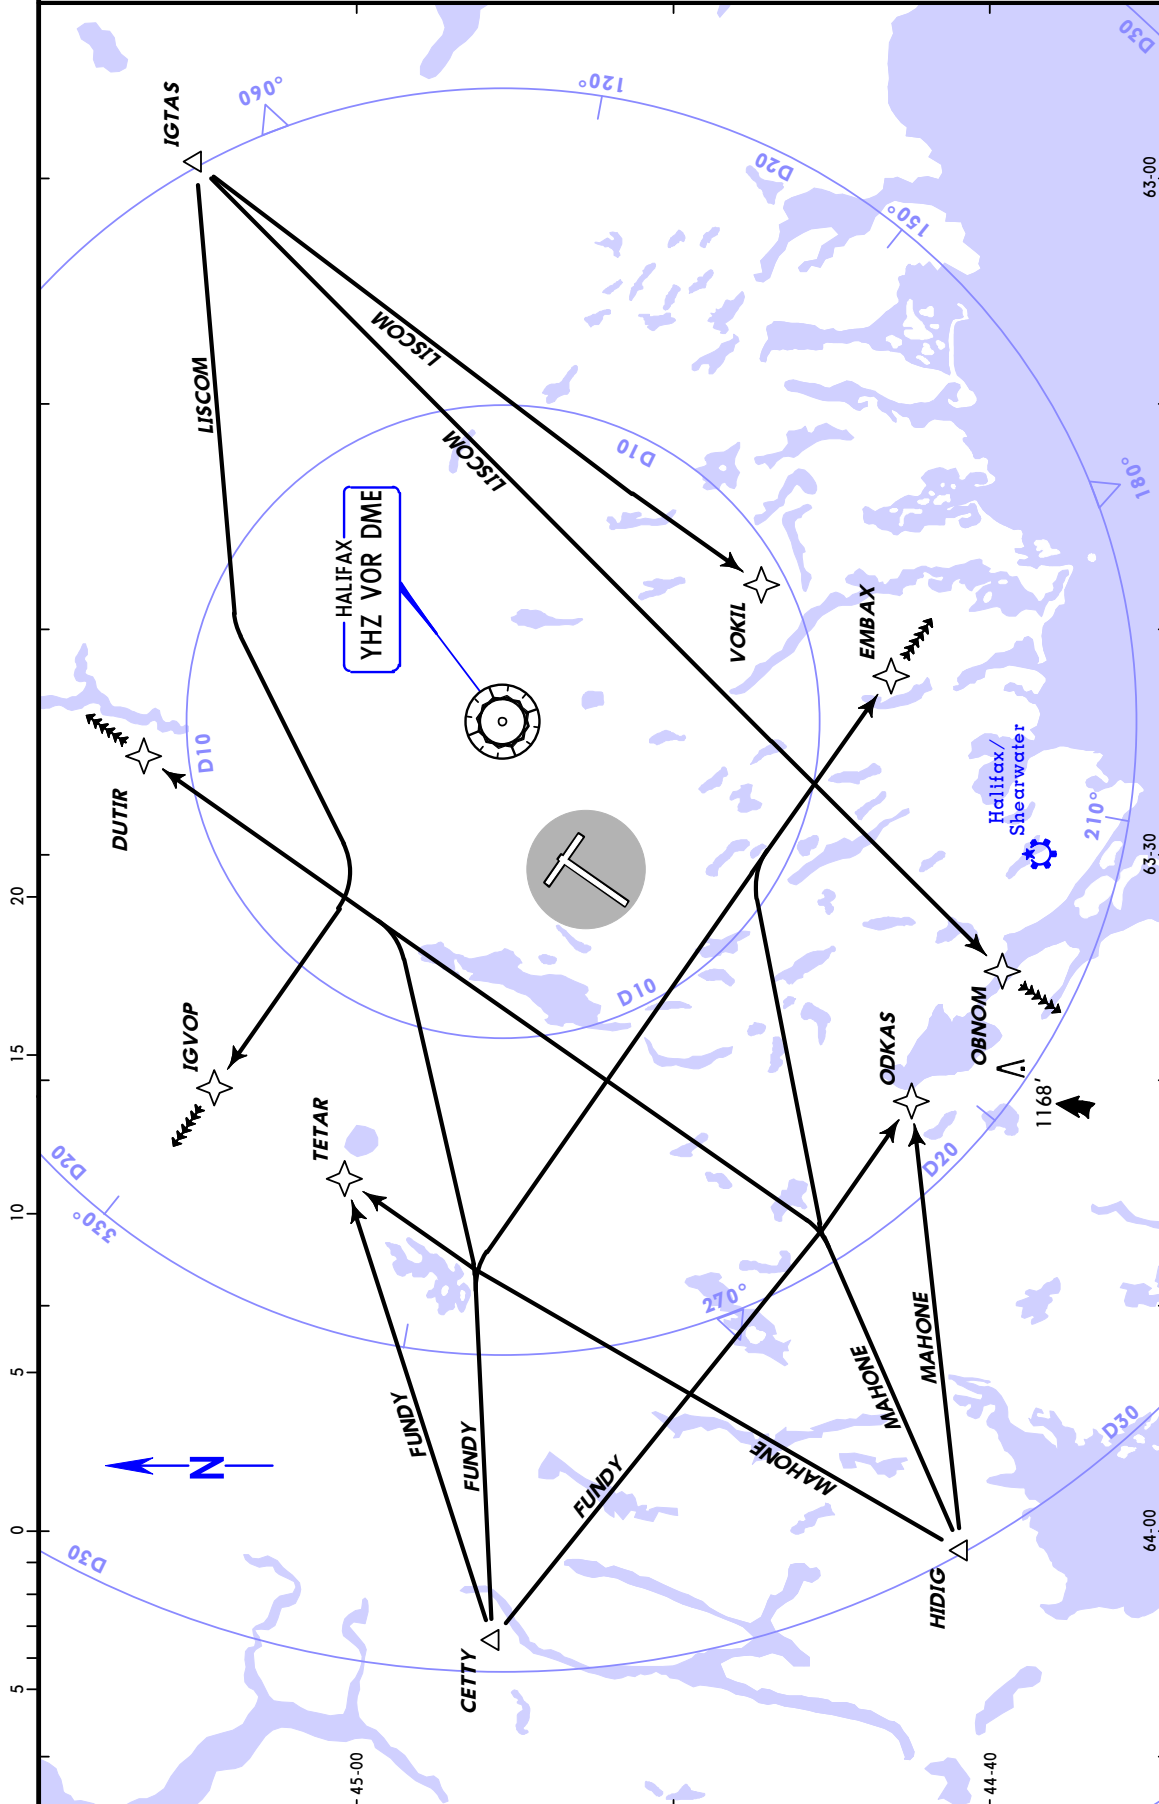 IGTAS
060°
120°
D30
D20
150°
63-00
LISCOM
LISCOM
LISCOM
D10
180°
HALIFAX
YHZ VOR DME
VOKIL
EMBAX
D10
DUTIR
Halifax/
Shearwater
210°
63-30
20
D10
IGVOP
OBNOM
ODKAS
15
TETAR
1168'
D20
330°
D20
10
270°
5
FUNDY
FUNDY
FUNDY
MAHONE
MAHONE
MAHONE
D30
N
0
D30
64-00
HIDIG
CETTY
5
45-00
44-40